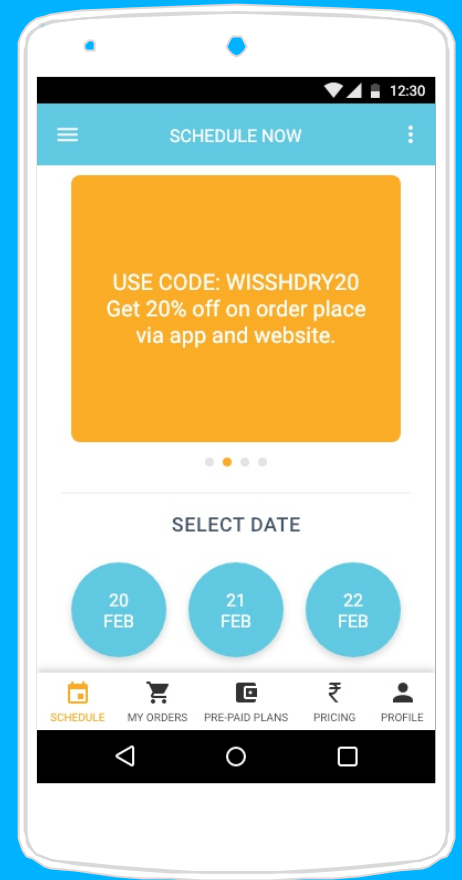 12:30
SCHEDULE NOW
USE CODE: WISSHDRY20
Get 20% off on order place
via app and website.
SELECT DATE
20 21 22
FEB FEB FEB
₹
SCHEDULE MY ORDERS PRE-PAID PLANS PRICING PROFILE